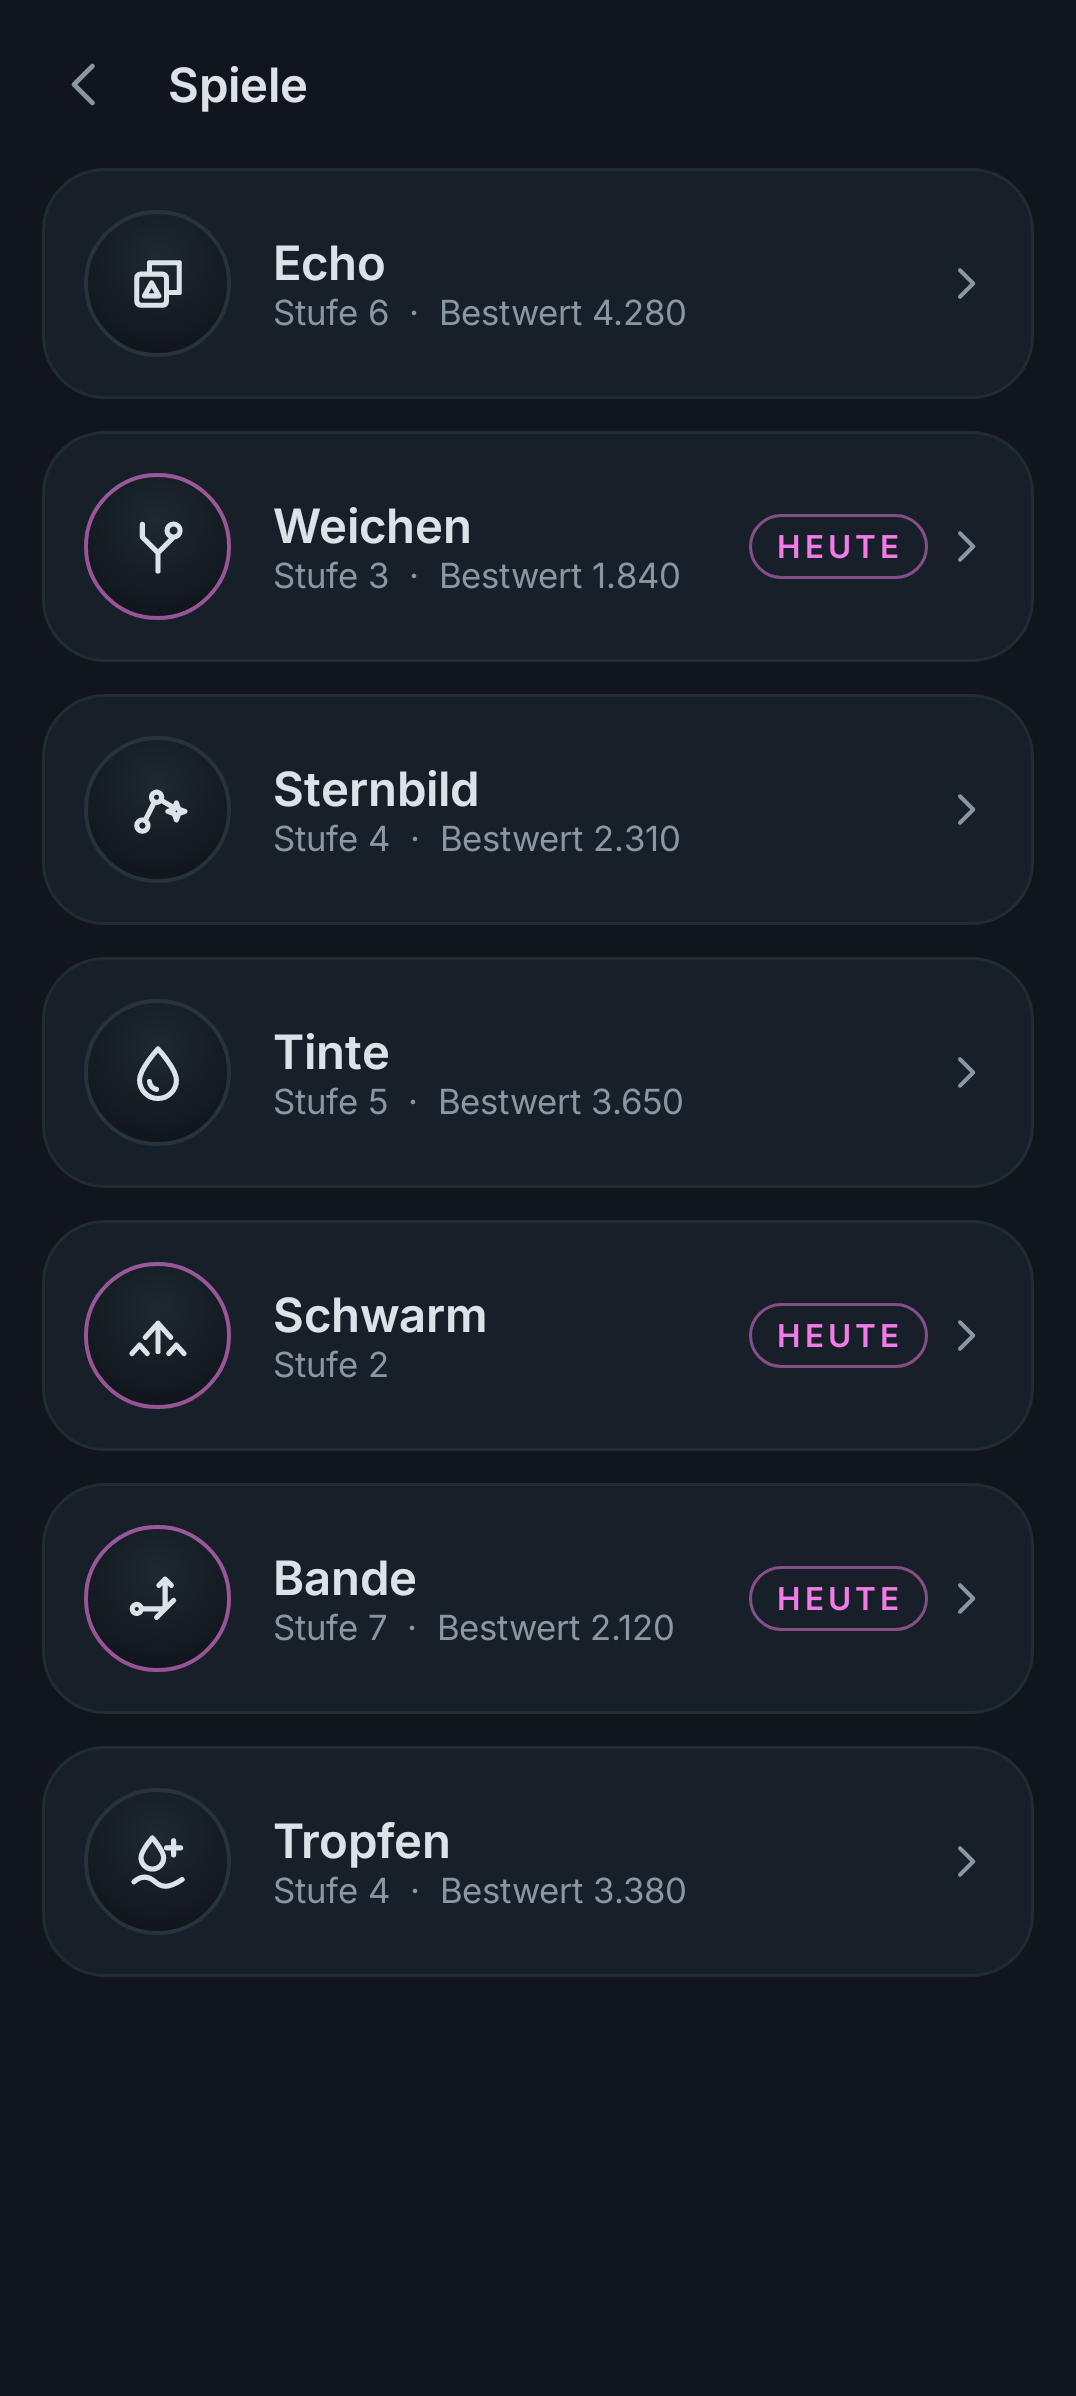 Spiele
Echo
Stufe 6 · Bestwert 4.280
Weichen
Stufe 3 · Bestwert 1.840
HEUTE
Sternbild
Stufe 4 · Bestwert 2.310
Tinte
Stufe 5 · Bestwert 3.650
Schwarm
Stufe 2
HEUTE
Bande
Stufe 7 · Bestwert 2.120
HEUTE
Tropfen
Stufe 4 · Bestwert 3.380